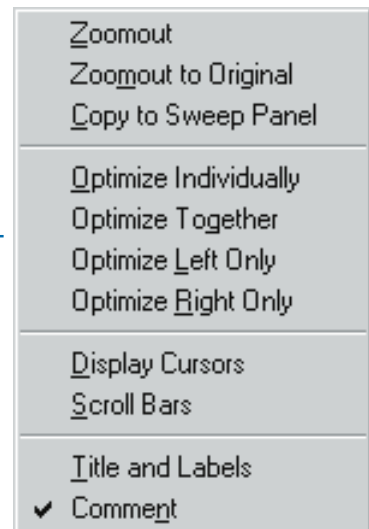 Zoomout
Zoomout to Original
Copy to Sweep Panel
Optimize Individually
Optimize Together
Optimize Left Only
Optimize Right Only
Display Cursors
Scroll Bars
Title and Labels
Comment